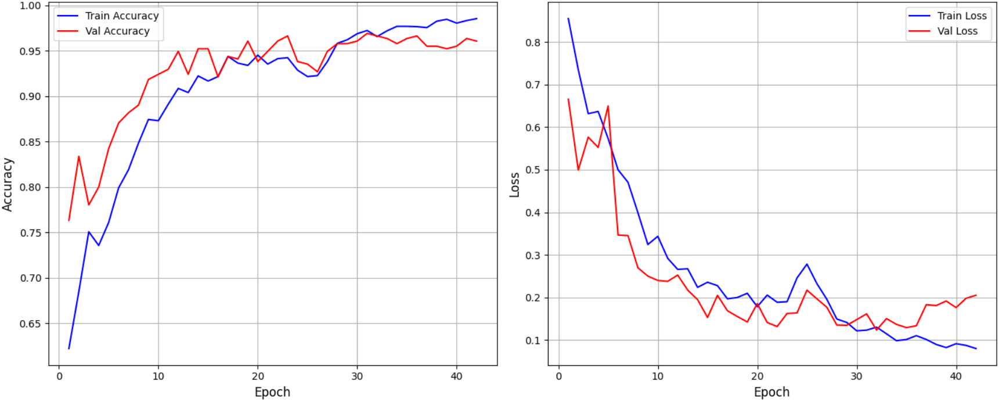 Train Accuracy
Val Accuracy
1.00
0.95
0.90
0.85
0.80
0.75
0.70
0.65
Accuracy
0 10 20 30 40
Epoch
Train Loss
Val Loss
0.8
0.7
0.6
0.5
0.4
0.3
0.2
0.1
Loss
0 10 20 30 40
Epoch